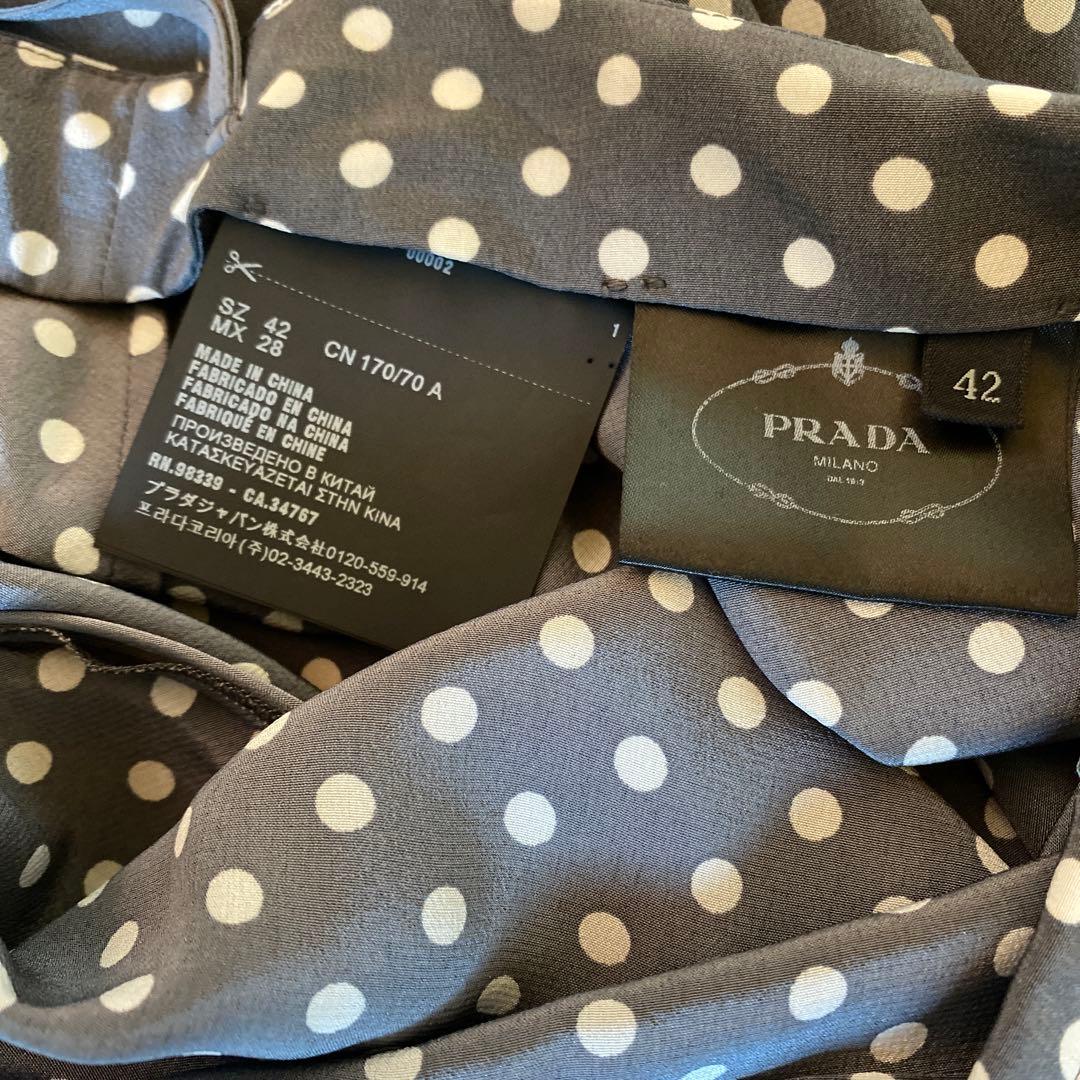 00002
1
SZ 42
MX 28
CN 170/70 A
MADE IN CHINA
FABRICADO EN CHINA
FABRICADO NA CHINA
FABRIQUÉ EN CHINE
ПРОИЗВЕДЕНО В КИТАЙ
ΚΑΤΑΣΚΕΥΑΖΕΤΑΙ ΣΤΗΝ ΚΙΝΑ
RN.98339 - CA.34767
プラダジャパン株式会社0120-559-914
프라다코리아(주)02-3443-2323
42
PRADA
MILANO
DAL 1913